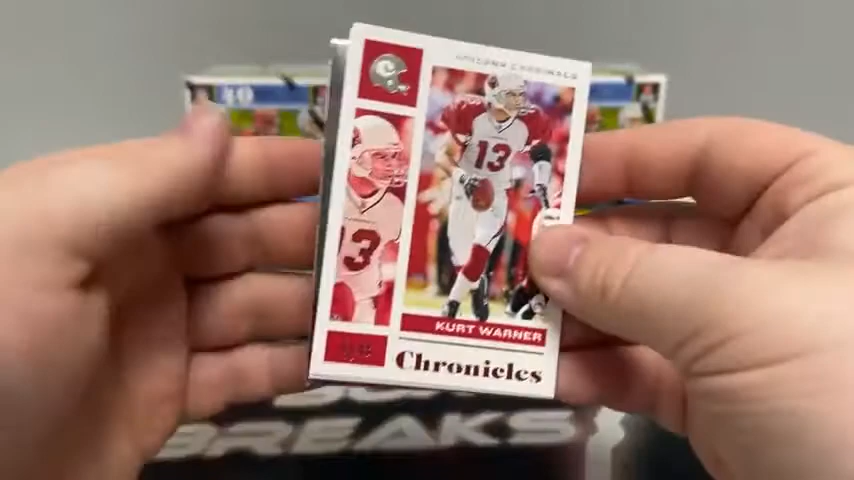 ARIZONA CARDINALS
13
13
KURT WARNER
Chronicles
BREAKS